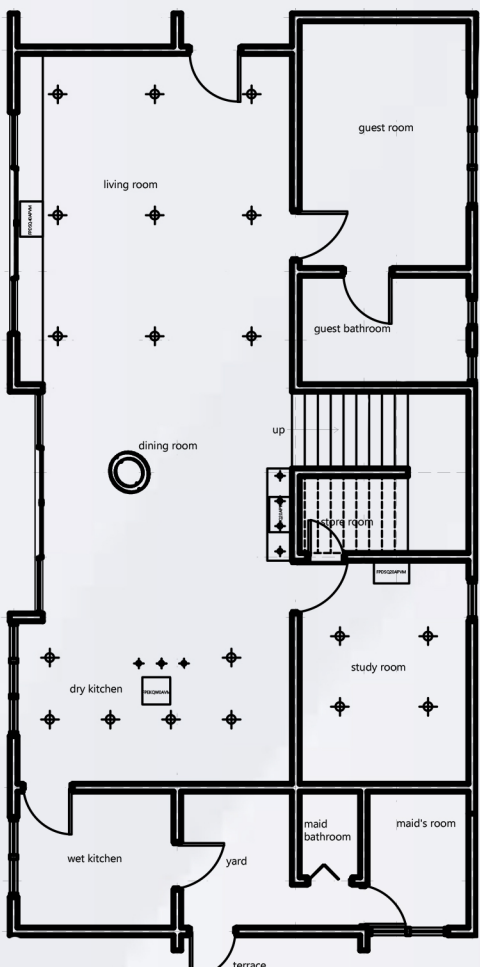 guest room
living room
guest bathroom
up
dining room
store room
study room
dry kitchen
maid
bathroom
maid's room
wet kitchen
yard
terrace